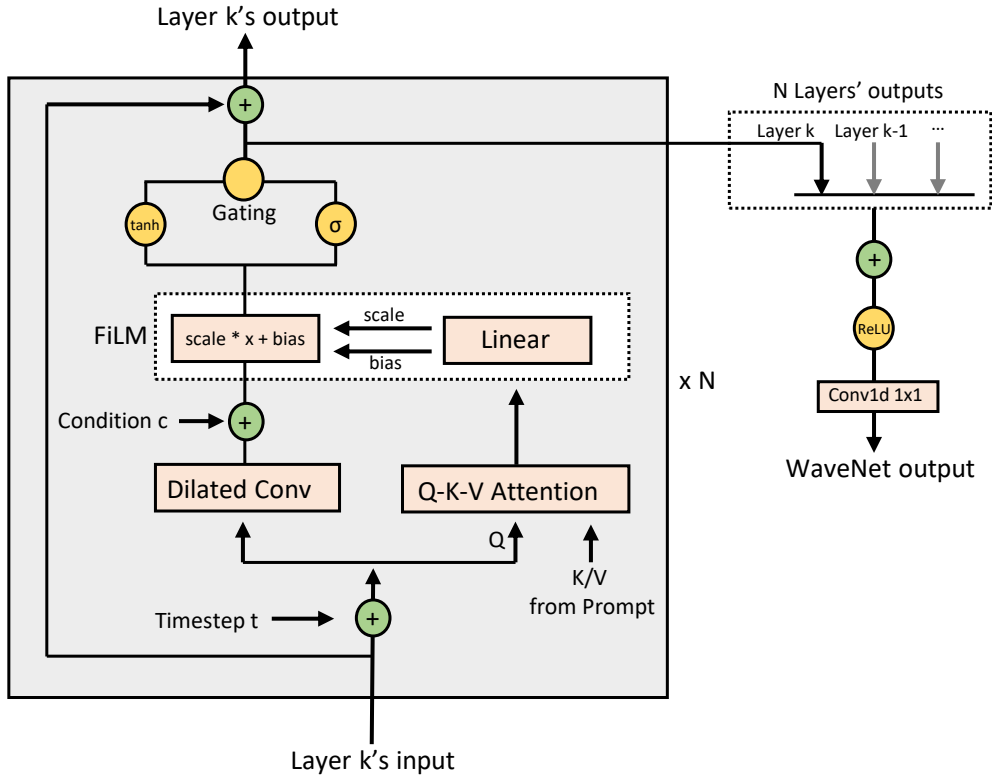 Layer k's output
+
N Layers' outputs
Layer k Layer k-1 ...
tanh
Gating
σ
+
ReLU
FiLM
scale * x + bias
scale
bias
Linear
x N
Conv1d 1x1
Condition c
+
WaveNet output
Dilated Conv
Q-K-V Attention
Q
K/V
from Prompt
Timestep t
+
Layer k's input